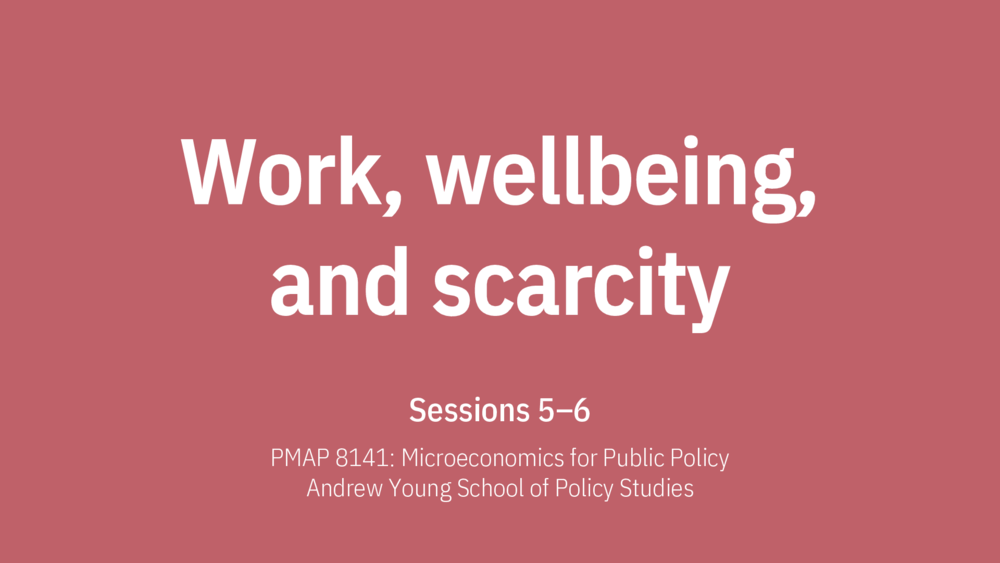 Work, wellbeing,
and scarcity
Sessions 5–6
PMAP 8141: Microeconomics for Public Policy
Andrew Young School of Policy Studies